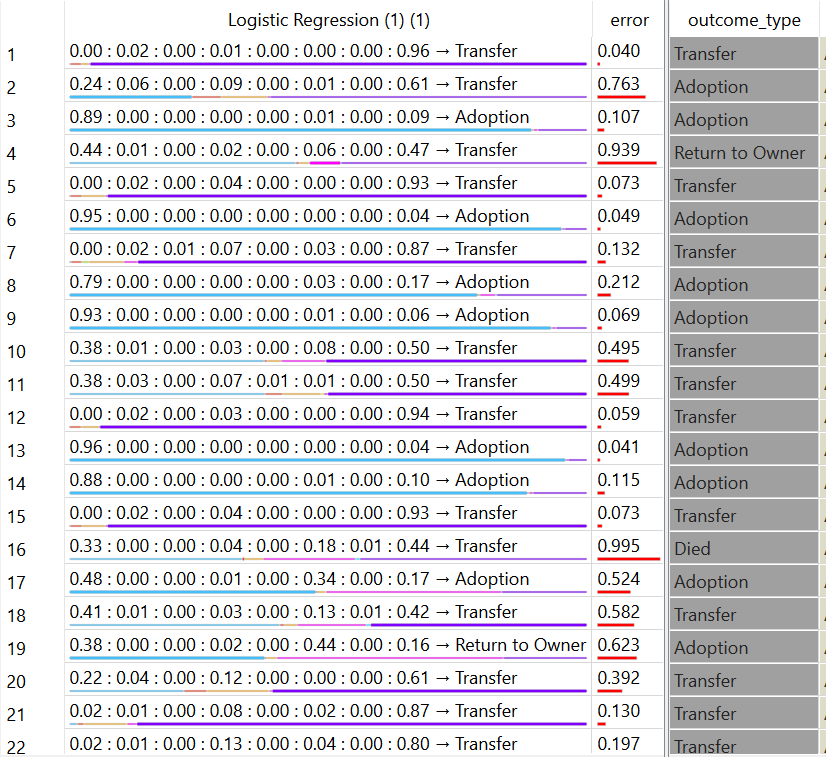 Logistic Regression (1) (1) error outcome_type
1 0.00 : 0.02 : 0.00 : 0.01 : 0.00 : 0.00 : 0.00 : 0.96 → Transfer 0.040 Transfer
2 0.24 : 0.06 : 0.00 : 0.09 : 0.00 : 0.01 : 0.00 : 0.61 → Transfer 0.763 Adoption
3 0.89 : 0.00 : 0.00 : 0.00 : 0.00 : 0.01 : 0.00 : 0.09 → Adoption 0.107 Adoption
4 0.44 : 0.01 : 0.00 : 0.02 : 0.00 : 0.06 : 0.00 : 0.47 → Transfer 0.939 Return to Owner
5 0.00 : 0.02 : 0.00 : 0.04 : 0.00 : 0.00 : 0.00 : 0.93 → Transfer 0.073 Transfer
6 0.95 : 0.00 : 0.00 : 0.00 : 0.00 : 0.00 : 0.00 : 0.04 → Adoption 0.049 Adoption
7 0.00 : 0.02 : 0.01 : 0.07 : 0.00 : 0.03 : 0.00 : 0.87 → Transfer 0.132 Transfer
8 0.79 : 0.00 : 0.00 : 0.00 : 0.00 : 0.03 : 0.00 : 0.17 → Adoption 0.212 Adoption
9 0.93 : 0.00 : 0.00 : 0.00 : 0.00 : 0.01 : 0.00 : 0.06 → Adoption 0.069 Adoption
10 0.38 : 0.01 : 0.00 : 0.03 : 0.00 : 0.08 : 0.00 : 0.50 → Transfer 0.495 Transfer
11 0.38 : 0.03 : 0.00 : 0.07 : 0.01 : 0.01 : 0.00 : 0.50 → Transfer 0.499 Transfer
12 0.00 : 0.02 : 0.00 : 0.03 : 0.00 : 0.00 : 0.00 : 0.94 → Transfer 0.059 Transfer
13 0.96 : 0.00 : 0.00 : 0.00 : 0.00 : 0.00 : 0.00 : 0.04 → Adoption 0.041 Adoption
14 0.88 : 0.00 : 0.00 : 0.00 : 0.00 : 0.01 : 0.00 : 0.10 → Adoption 0.115 Adoption
15 0.00 : 0.02 : 0.00 : 0.04 : 0.00 : 0.00 : 0.00 : 0.93 → Transfer 0.073 Transfer
16 0.33 : 0.00 : 0.00 : 0.04 : 0.00 : 0.18 : 0.01 : 0.44 → Transfer 0.995 Died
17 0.48 : 0.00 : 0.00 : 0.01 : 0.00 : 0.34 : 0.00 : 0.17 → Adoption 0.524 Adoption
18 0.41 : 0.01 : 0.00 : 0.03 : 0.00 : 0.13 : 0.01 : 0.42 → Transfer 0.582 Transfer
19 0.38 : 0.00 : 0.00 : 0.02 : 0.00 : 0.44 : 0.00 : 0.16 → Return to Owner 0.623 Adoption
20 0.22 : 0.04 : 0.00 : 0.12 : 0.00 : 0.00 : 0.00 : 0.61 → Transfer 0.392 Transfer
21 0.02 : 0.01 : 0.00 : 0.08 : 0.00 : 0.02 : 0.00 : 0.87 → Transfer 0.130 Transfer
22 0.02 : 0.01 : 0.00 : 0.13 : 0.00 : 0.04 : 0.00 : 0.80 → Transfer 0.197 Transfer